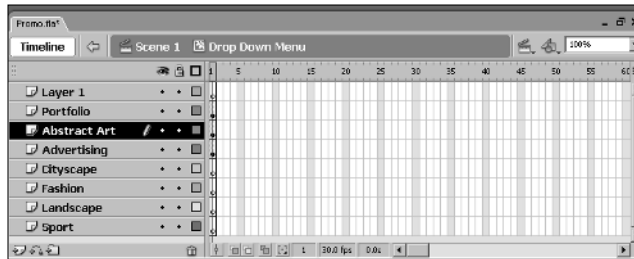 Promo.fla*
Timeline Scene 1 Drop Down Menu 100%
1 5 10 15 20 25 30 35 40 45 50 55 60
Layer 1
Portfolio
Abstract Art
Advertising
Cityscape
Fashion
Landscape
Sport
1 30.0 fps 0.0s